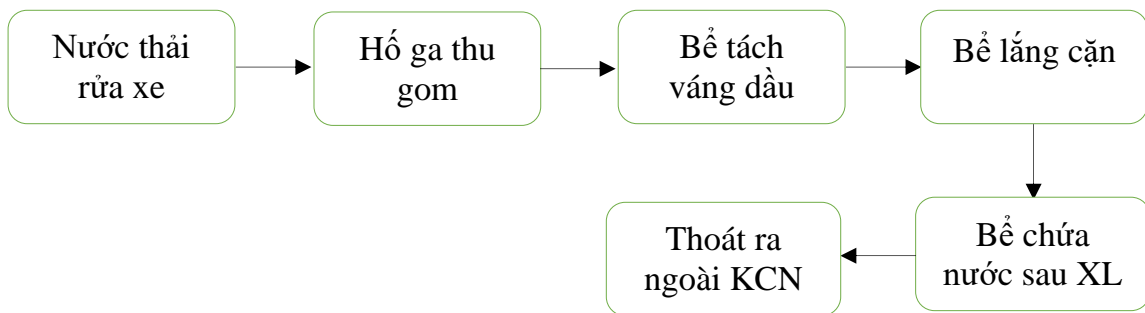 Nước thải
rửa xe
Hố ga thu
gom
Bể tách
váng dầu
Bể lắng cặn
Bể chứa
nước sau XL
Thoát ra
ngoài KCN